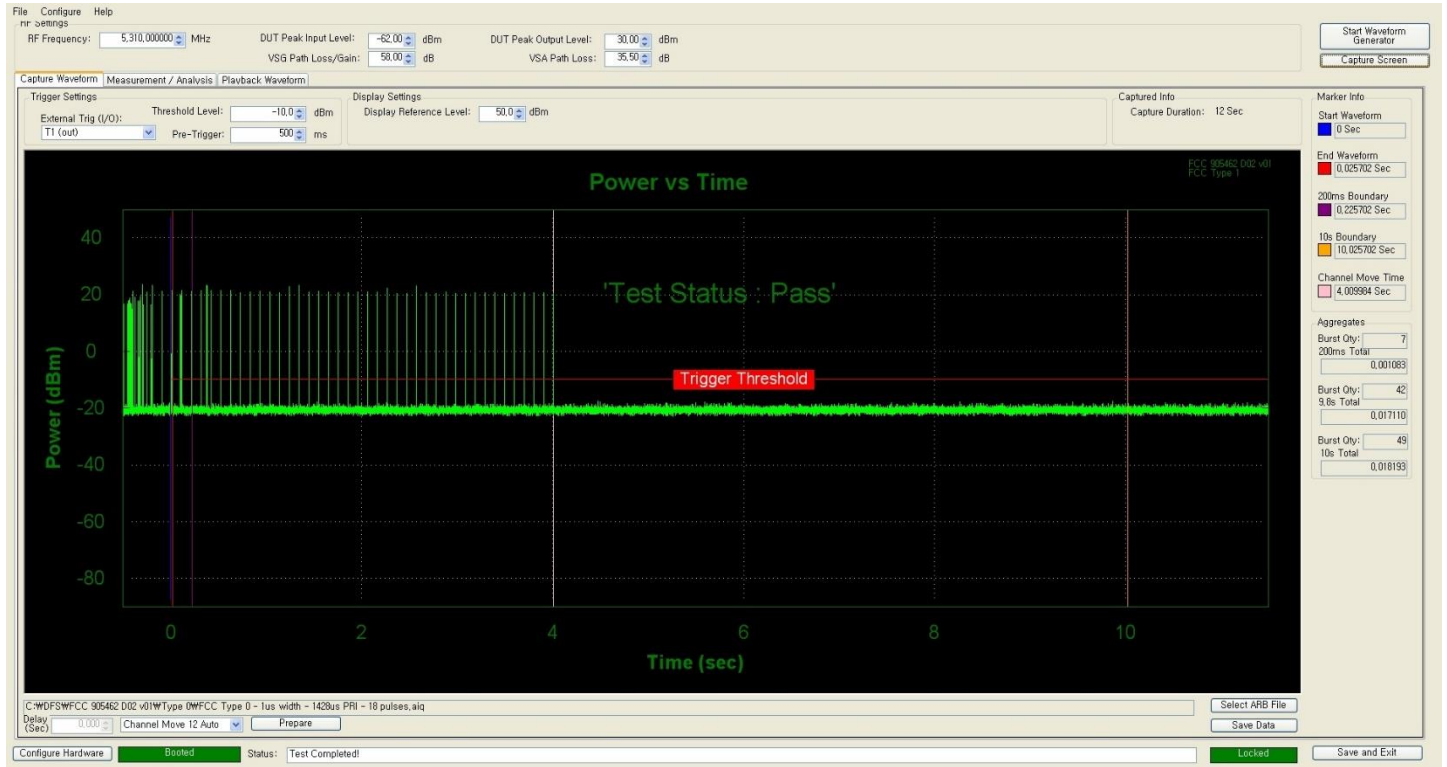 File Configure Help
RF Settings
RF Frequency: 5,310,000000 MHz DUT Peak Input Level: -62,00 dBm DUT Peak Output Level: 30,00 dBm
VSG Path Loss/Gain: 58,00 dB VSA Path Loss: 35,50 dB
Start Waveform Generator
Capture Screen
Capture Waveform Measurement / Analysis Playback Waveform
Trigger Settings
External Trig (I/O):
T1 (out)
Threshold Level: -10,0 dBm
Pre-Trigger: 500 ms
Display Settings
Display Reference Level: 50,0 dBm
Captured Info
Capture Duration: 12 Sec
Marker Info
Start Waveform
0 Sec
End Waveform
0,025702 Sec
200ms Boundary
0,225702 Sec
10s Boundary
10,025702 Sec
Channel Move Time
4,009984 Sec
Aggregates
Burst Qty: 7
200ms Total
0,001083
Burst Qty: 42
9,8s Total
0,017110
Burst Qty: 49
10s Total
0,018193
FCC 905462 D02 v01
FCC Type 1
Power vs Time
'Test Status : Pass'
Trigger Threshold
Power (dBm)
40
20
0
-20
-40
-60
-80
0 2 4 6 8 10
Time (sec)
C:₩DFS₩FCC 905462 D02 v01₩Type 0₩FCC Type 0 - 1us width - 1428us PRI - 18 pulses,aiq
Select ARB File
Delay (Sec) 0,000 Channel Move 12 Auto Prepare
Save Data
Configure Hardware Booted Status: Test Completed! Locked Save and Exit